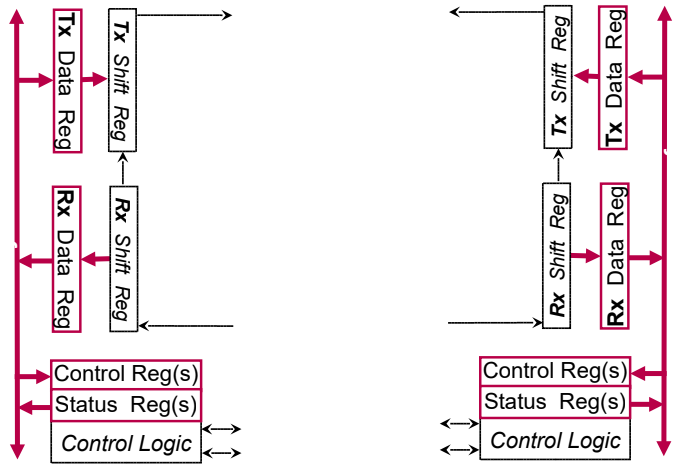 Tx Data Reg
Tx Shift Reg
Rx Data Reg
Rx Shift Reg
Control Reg(s)
Status Reg(s)
Control Logic
Tx Shift Reg
Tx Data Reg
Rx Shift Reg
Rx Data Reg
Control Reg(s)
Status Reg(s)
Control Logic